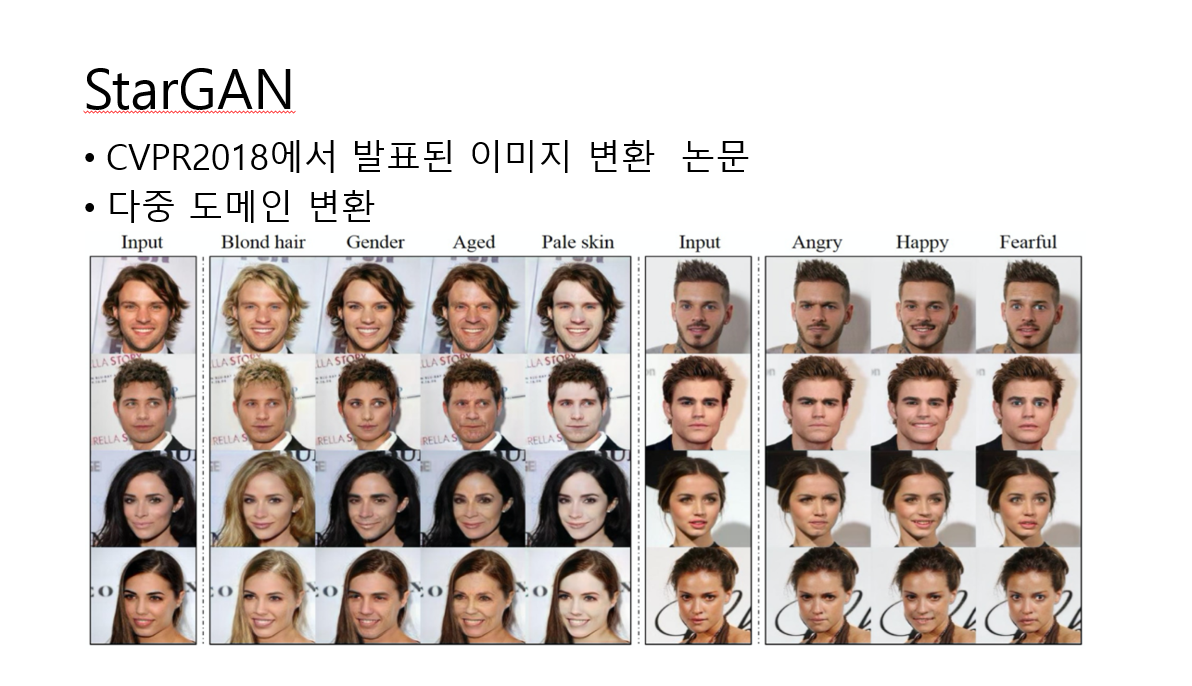 StarGAN
• CVPR2018에서 발표된 이미지 변환 논문
• 다중 도메인 변환
Input Blond hair Gender Aged Pale skin Input Angry Happy Fearful